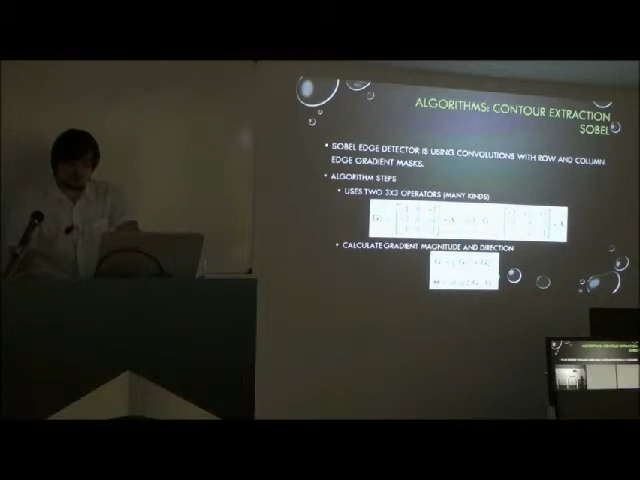 ALGORITHMS: CONTOUR EXTRACTION
SOBEL
• SOBEL EDGE DETECTOR IS USING CONVOLUTIONS WITH ROW AND COLUMN
EDGE GRADIENT MASKS.
• ALGORITHM STEPS
• USES TWO 3X3 OPERATORS (MANY KINDS)
• CALCULATE GRADIENT MAGNITUDE AND DIRECTION